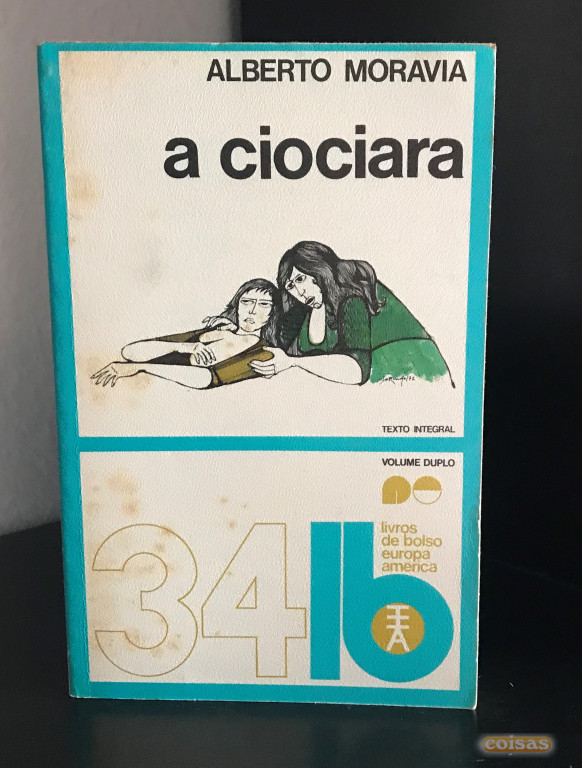 ALBERTO MORAVIA
a ciociara
TEXTO INTEGRAL
VOLUME DUPLO
34 lb
livros
de bolso
europa
américa
coisas